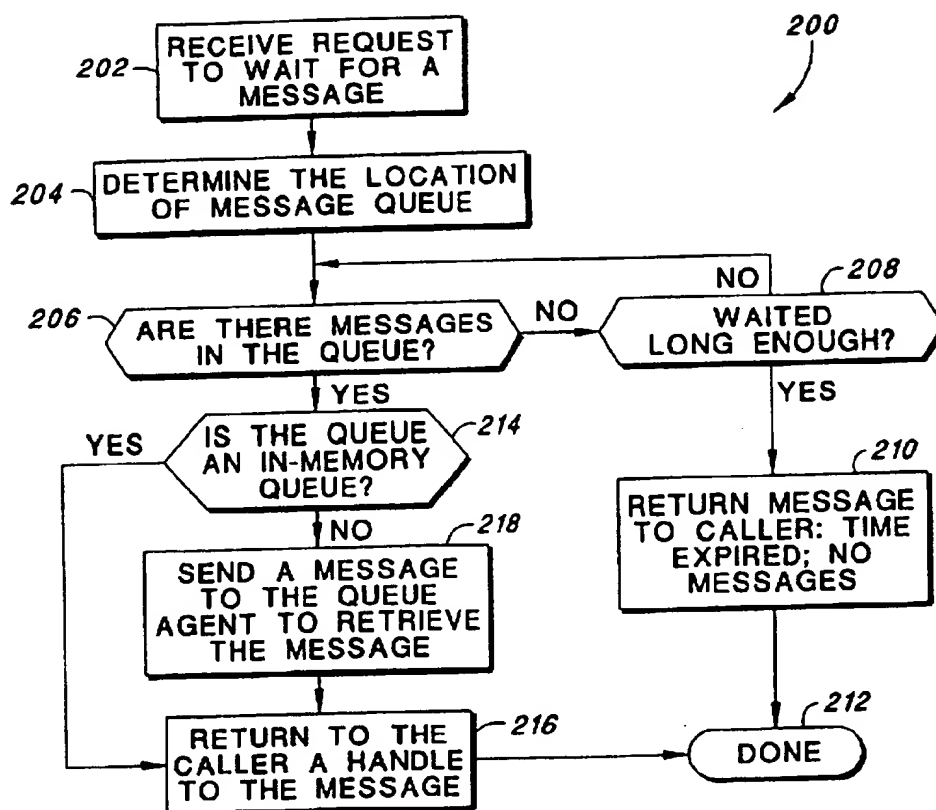 200
202
RECEIVE REQUEST
TO WAIT FOR A
MESSAGE
204
DETERMINE THE LOCATION
OF MESSAGE QUEUE
206
ARE THERE MESSAGES
IN THE QUEUE?
NO
NO
208
WAITED
LONG ENOUGH?
YES
YES
YES
214
IS THE QUEUE
AN IN-MEMORY
QUEUE?
210
RETURN MESSAGE
TO CALLER: TIME
EXPIRED; NO
MESSAGES
NO
218
SEND A MESSAGE
TO THE QUEUE
AGENT TO RETRIEVE
THE MESSAGE
216
RETURN TO THE
CALLER A HANDLE
TO THE MESSAGE
212
DONE